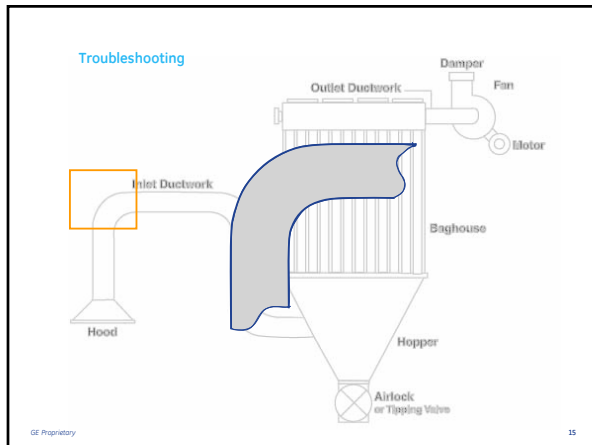 Troubleshooting
Damper
Outlet Ductwork
Fan
Motor
Inlet Ductwork
Baghouse
Hood
Hopper
Airlock
or Tipping Valve
GE Proprietary
15